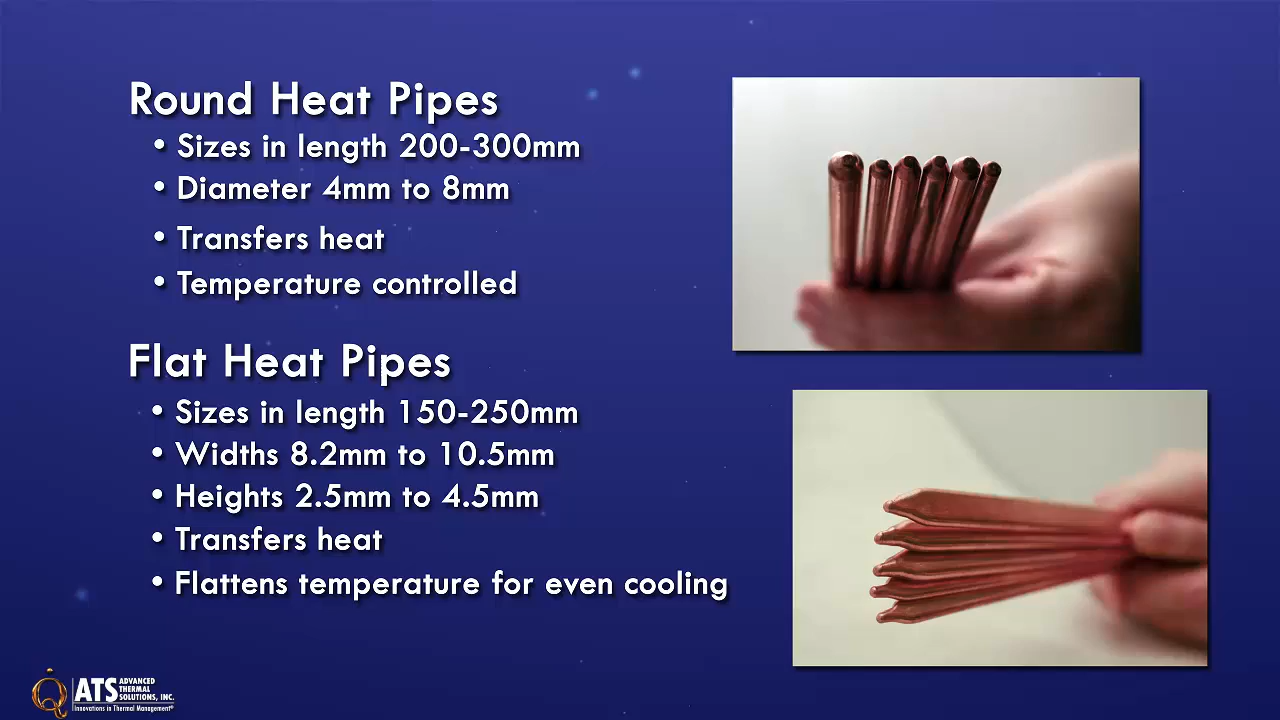 Round Heat Pipes
• Sizes in length 200-300mm
• Diameter 4mm to 8mm
• Transfers heat
• Temperature controlled
Flat Heat Pipes
• Sizes in length 150-250mm
• Widths 8.2mm to 10.5mm
• Heights 2.5mm to 4.5mm
• Transfers heat
• Flattens temperature for even cooling
ATS ADVANCED
THERMAL
SOLUTIONS, INC.
Innovations in Thermal Management®